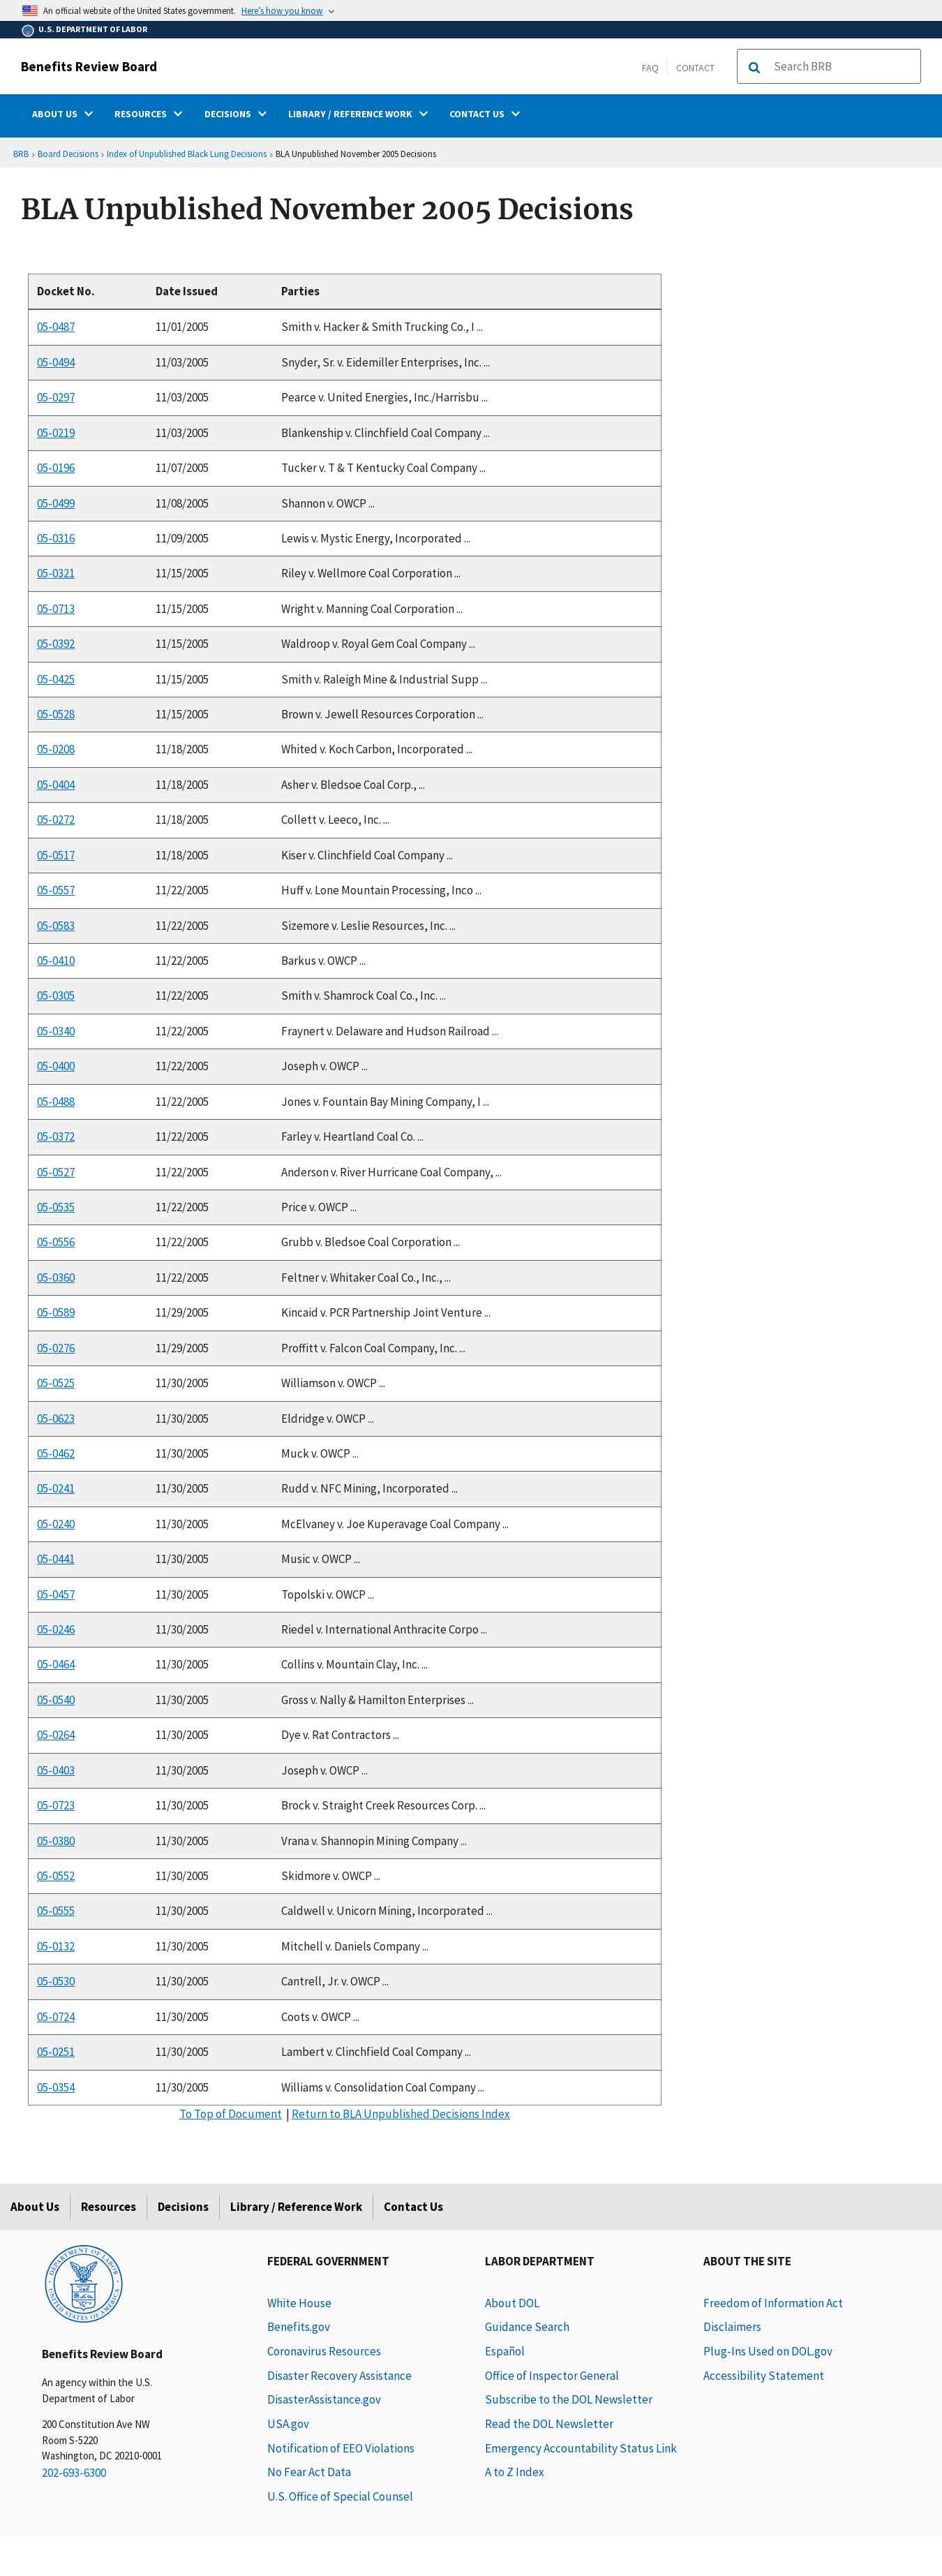 An official website of the United States government. Here's how you know
U.S. DEPARTMENT OF LABOR
Benefits Review Board
FAQ
CONTACT
Search BRB
ABOUT US
RESOURCES
DECISIONS
LIBRARY / REFERENCE WORK
CONTACT US
BRB › Board Decisions › Index of Unpublished Black Lung Decisions › BLA Unpublished November 2005 Decisions
BLA Unpublished November 2005 Decisions
Docket No. Date Issued Parties
05-0487 11/01/2005 Smith v. Hacker & Smith Trucking Co., I ...
05-0494 11/03/2005 Snyder, Sr. v. Eidemiller Enterprises, Inc. ...
05-0297 11/03/2005 Pearce v. United Energies, Inc./Harrisbu ...
05-0219 11/03/2005 Blankenship v. Clinchfield Coal Company ...
05-0196 11/07/2005 Tucker v. T & T Kentucky Coal Company ...
05-0499 11/08/2005 Shannon v. OWCP ...
05-0316 11/09/2005 Lewis v. Mystic Energy, Incorporated ...
05-0321 11/15/2005 Riley v. Wellmore Coal Corporation ...
05-0713 11/15/2005 Wright v. Manning Coal Corporation ...
05-0392 11/15/2005 Waldroop v. Royal Gem Coal Company ...
05-0425 11/15/2005 Smith v. Raleigh Mine & Industrial Supp ...
05-0528 11/15/2005 Brown v. Jewell Resources Corporation ...
05-0208 11/18/2005 Whited v. Koch Carbon, Incorporated ...
05-0404 11/18/2005 Asher v. Bledsoe Coal Corp., ...
05-0272 11/18/2005 Collett v. Leeco, Inc. ...
05-0517 11/18/2005 Kiser v. Clinchfield Coal Company ...
05-0557 11/22/2005 Huff v. Lone Mountain Processing, Inco ...
05-0583 11/22/2005 Sizemore v. Leslie Resources, Inc. ...
05-0410 11/22/2005 Barkus v. OWCP ...
05-0305 11/22/2005 Smith v. Shamrock Coal Co., Inc. ...
05-0340 11/22/2005 Fraynert v. Delaware and Hudson Railroad ...
05-0400 11/22/2005 Joseph v. OWCP ...
05-0488 11/22/2005 Jones v. Fountain Bay Mining Company, I ...
05-0372 11/22/2005 Farley v. Heartland Coal Co. ...
05-0527 11/22/2005 Anderson v. River Hurricane Coal Company, ...
05-0535 11/22/2005 Price v. OWCP ...
05-0556 11/22/2005 Grubb v. Bledsoe Coal Corporation ...
05-0360 11/22/2005 Feltner v. Whitaker Coal Co., Inc., ...
05-0589 11/29/2005 Kincaid v. PCR Partnership Joint Venture ...
05-0276 11/29/2005 Proffitt v. Falcon Coal Company, Inc. ...
05-0525 11/30/2005 Williamson v. OWCP ...
05-0623 11/30/2005 Eldridge v. OWCP ...
05-0462 11/30/2005 Muck v. OWCP ...
05-0241 11/30/2005 Rudd v. NFC Mining, Incorporated ...
05-0240 11/30/2005 McElvaney v. Joe Kuperavage Coal Company ...
05-0441 11/30/2005 Music v. OWCP ...
05-0457 11/30/2005 Topolski v. OWCP ...
05-0246 11/30/2005 Riedel v. International Anthracite Corpo ...
05-0464 11/30/2005 Collins v. Mountain Clay, Inc. ...
05-0540 11/30/2005 Gross v. Nally & Hamilton Enterprises ...
05-0264 11/30/2005 Dye v. Rat Contractors ...
05-0403 11/30/2005 Joseph v. OWCP ...
05-0723 11/30/2005 Brock v. Straight Creek Resources Corp. ...
05-0380 11/30/2005 Vrana v. Shannopin Mining Company ...
05-0552 11/30/2005 Skidmore v. OWCP ...
05-0555 11/30/2005 Caldwell v. Unicorn Mining, Incorporated ...
05-0132 11/30/2005 Mitchell v. Daniels Company ...
05-0530 11/30/2005 Cantrell, Jr. v. OWCP ...
05-0724 11/30/2005 Coots v. OWCP ...
05-0251 11/30/2005 Lambert v. Clinchfield Coal Company ...
05-0354 11/30/2005 Williams v. Consolidation Coal Company ...
To Top of Document | Return to BLA Unpublished Decisions Index
About Us
Resources
Decisions
Library / Reference Work
Contact Us
DEPARTMENT OF LABOR
UNITED STATES OF AMERICA
Benefits Review Board
An agency within the U.S.
Department of Labor
200 Constitution Ave NW
Room S-5220
Washington, DC 20210-0001
202-693-6300
FEDERAL GOVERNMENT
White House
Benefits.gov
Coronavirus Resources
Disaster Recovery Assistance
DisasterAssistance.gov
USA.gov
Notification of EEO Violations
No Fear Act Data
U.S. Office of Special Counsel
LABOR DEPARTMENT
About DOL
Guidance Search
Español
Office of Inspector General
Subscribe to the DOL Newsletter
Read the DOL Newsletter
Emergency Accountability Status Link
A to Z Index
ABOUT THE SITE
Freedom of Information Act
Disclaimers
Plug-Ins Used on DOL.gov
Accessibility Statement